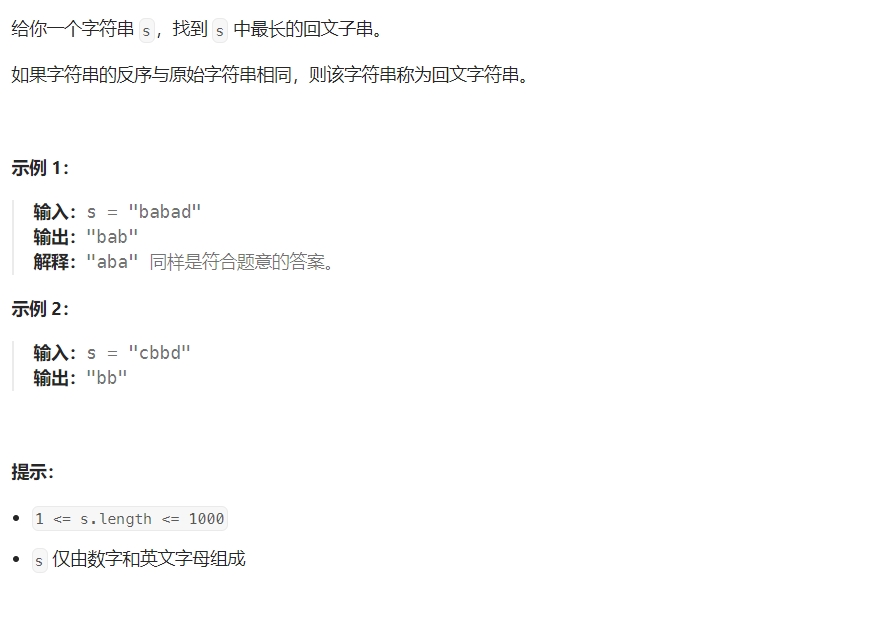 给你一个字符串 s，找到 s 中最长的回文子串。
如果字符串的反序与原始字符串相同，则该字符串称为回文字符串。
示例 1：
输入：s = "babad"
输出："bab"
解释："aba" 同样是符合题意的答案。
示例 2：
输入：s = "cbbd"
输出："bb"
提示：
• 1 <= s.length <= 1000
• s 仅由数字和英文字母组成